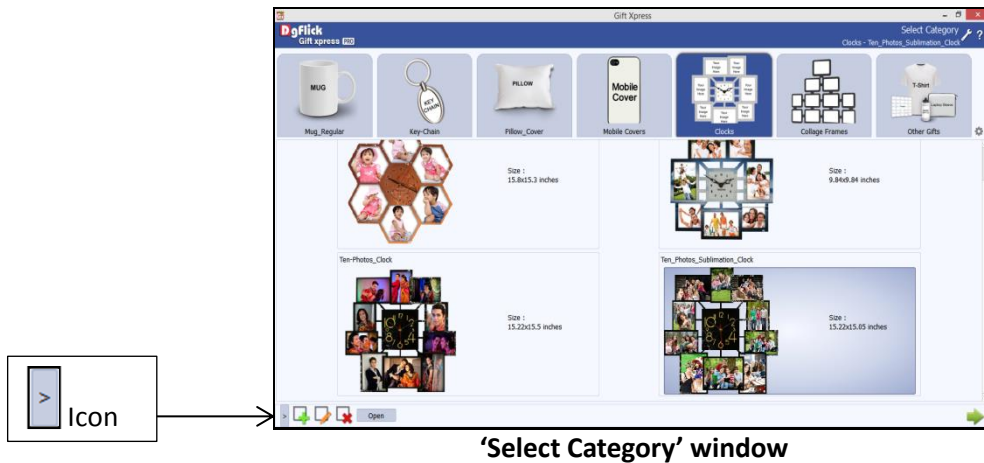 Gift Xpress
DgFlick
Gift xpress PRO
Select Category
Clocks - Ten_Photos_Sublimation_Clock
?
MUG
KEY CHAIN
PILLOW
Mobile
Cover
T-Shirt
Mug_Regular
Key-Chain
Pillow_Cover
Mobile Covers
Clocks
Collage Frames
Other Gifts
Size :
15.8x15.3 inches
Size :
9.84x9.84 inches
Ten-Photos_Clock
Size :
15.22x15.5 inches
Ten_Photos_Sublimation_Clock
Size :
15.22x15.05 inches
> Icon
> Open
‘Select Category’ window